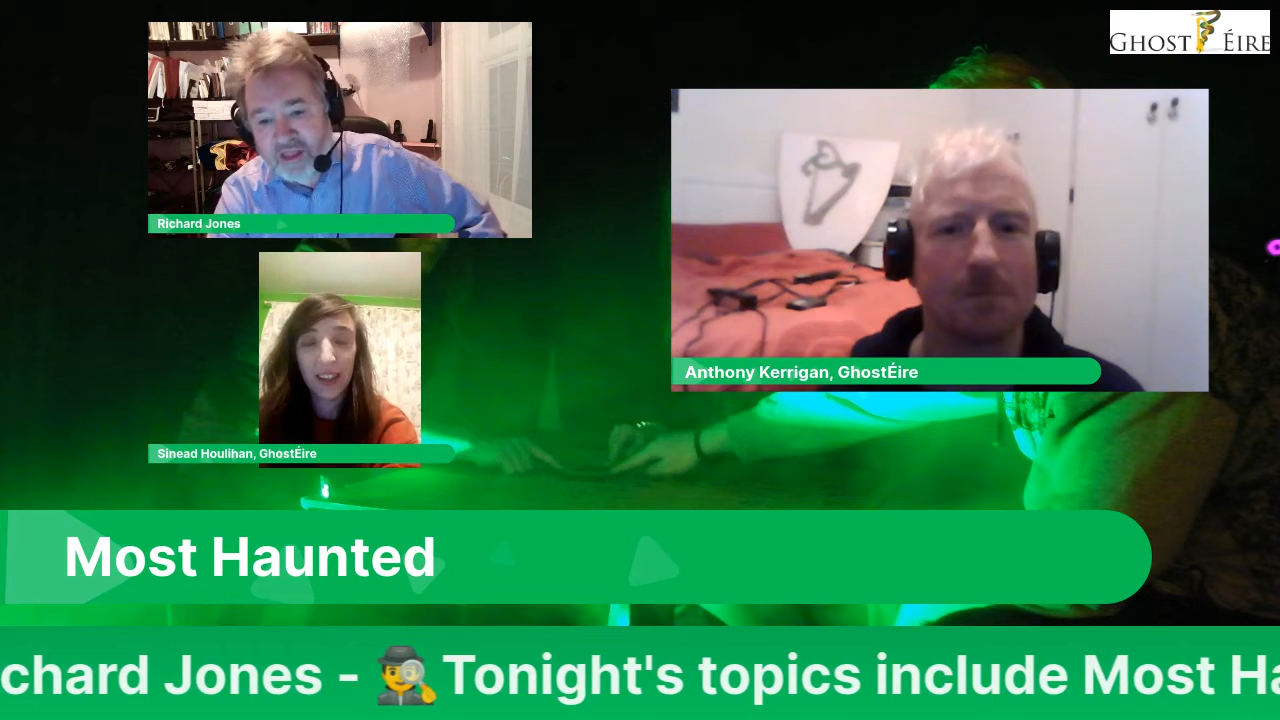 GHOST ÉIRE
Richard Jones
Anthony Kerrigan, GhostÉire
Sinead Houlihan, GhostÉire
Most Haunted
chard Jones - Tonight's topics include Most Ha